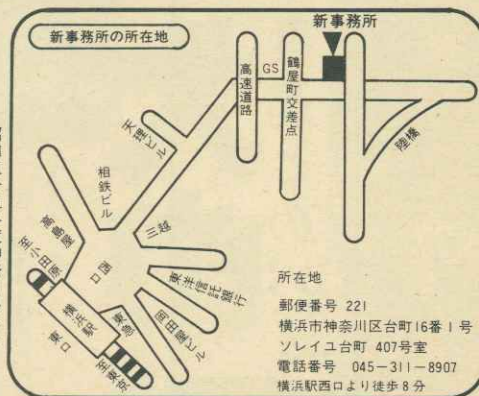 新事務所の所在地
新事務所
高速道路
GS
鶴屋町交差点
陸橋
天理ビル
相鉄ビル
三越
高島屋
西口
至小田原
横浜駅
東急
東口
至東京
東洋信託銀行
岡田屋ビル
所在地
郵便番号 221
横浜市神奈川区台町16番1号
ソレイユ台町 407号室
電話番号 045-311-8907
横浜駅西口より徒歩8分